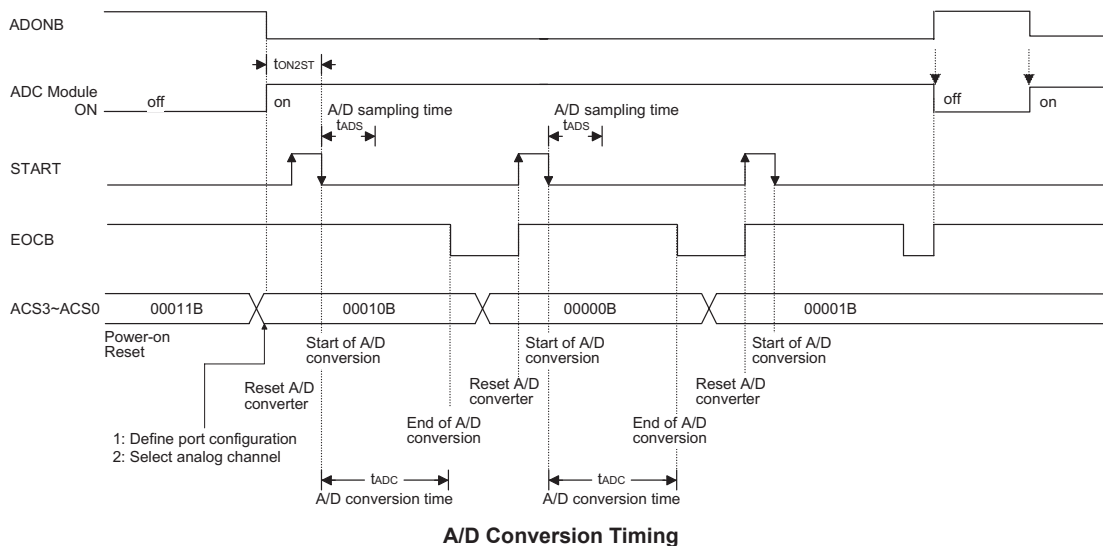 ADONB
tON2ST
ADC Module
ON
off
on
off
on
A/D sampling time
tADS
A/D sampling time
tADS
START
EOCB
ACS3~ACS0
00011B
00010B
00000B
00001B
Power-on
Reset
Start of A/D
conversion
Start of A/D
conversion
Start of A/D
conversion
Reset A/D
converter
Reset A/D
converter
Reset A/D
converter
End of A/D
conversion
End of A/D
conversion
1: Define port configuration
2: Select analog channel
tADC
A/D conversion time
tADC
A/D conversion time
A/D Conversion Timing